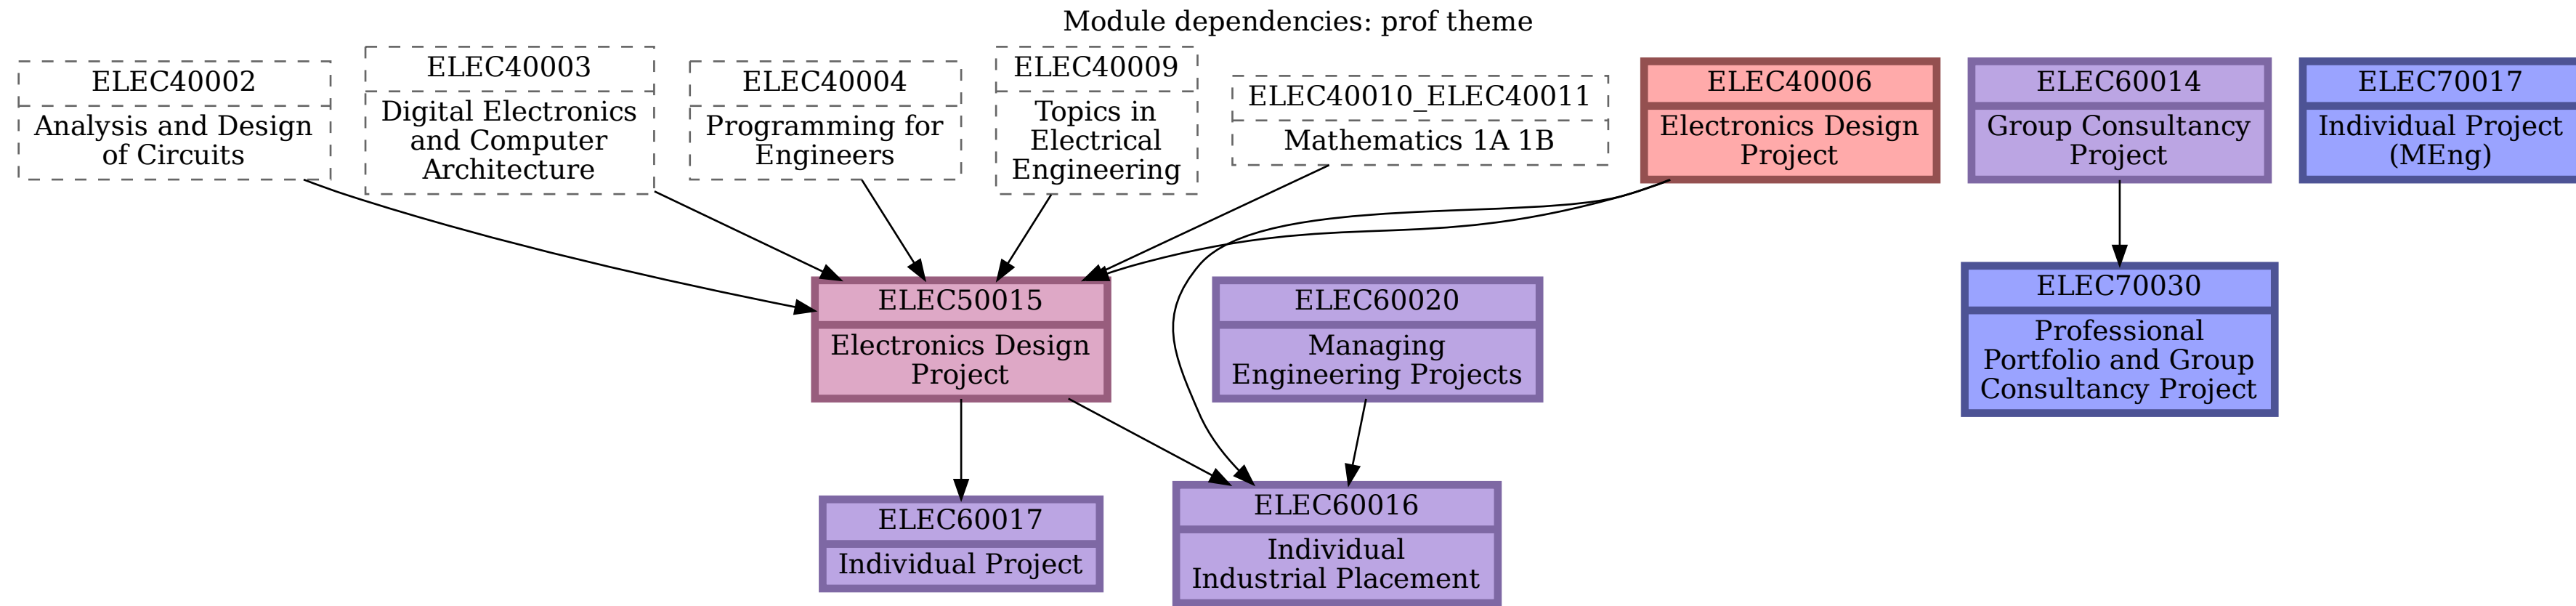 Module dependencies: prof theme
ELEC40002
Analysis and Design
of Circuits
ELEC40003
Digital Electronics
and Computer
Architecture
ELEC40004
Programming for
Engineers
ELEC40009
Topics in
Electrical
Engineering
ELEC40010_ELEC40011
Mathematics 1A 1B
ELEC40006
Electronics Design
Project
ELEC60014
Group Consultancy
Project
ELEC70017
Individual Project
(MEng)
ELEC50015
Electronics Design
Project
ELEC60020
Managing
Engineering Projects
ELEC70030
Professional
Portfolio and Group
Consultancy Project
ELEC60017
Individual Project
ELEC60016
Individual
Industrial Placement